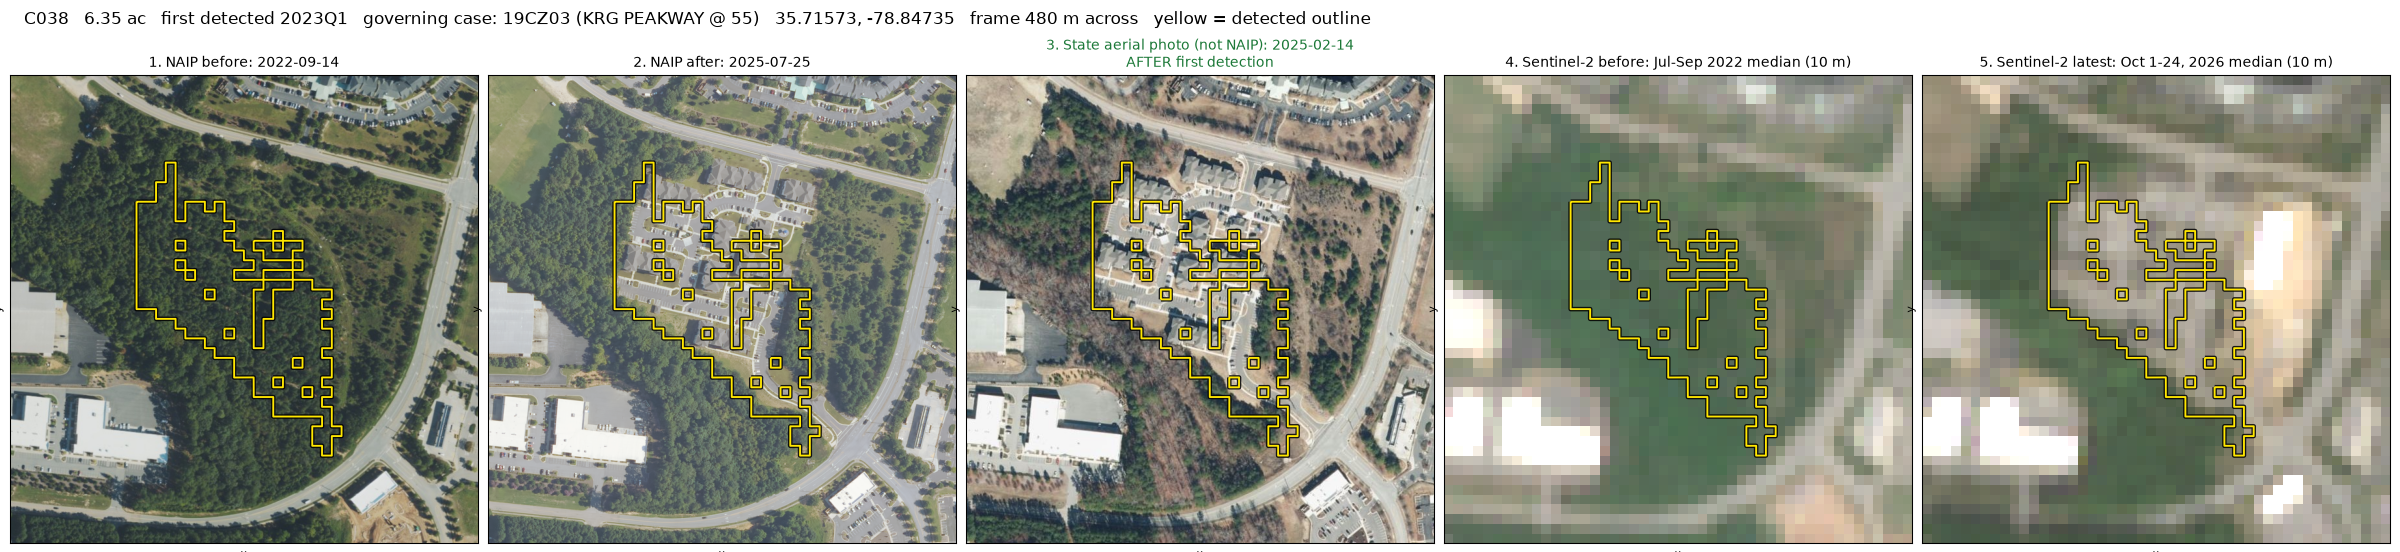 C038   6.35 ac   first detected 2023Q1   governing case: 19CZ03 (KRG PEAKWAY @ 55)   35.71573, -78.84735   frame 480 m across   yellow = detected outline
1. NAIP before: 2022-09-14
2. NAIP after: 2025-07-25
3. State aerial photo (not NAIP): 2025-02-14
AFTER first detection
4. Sentinel-2 before: Jul-Sep 2022 median (10 m)
5. Sentinel-2 latest: Oct 1-24, 2026 median (10 m)